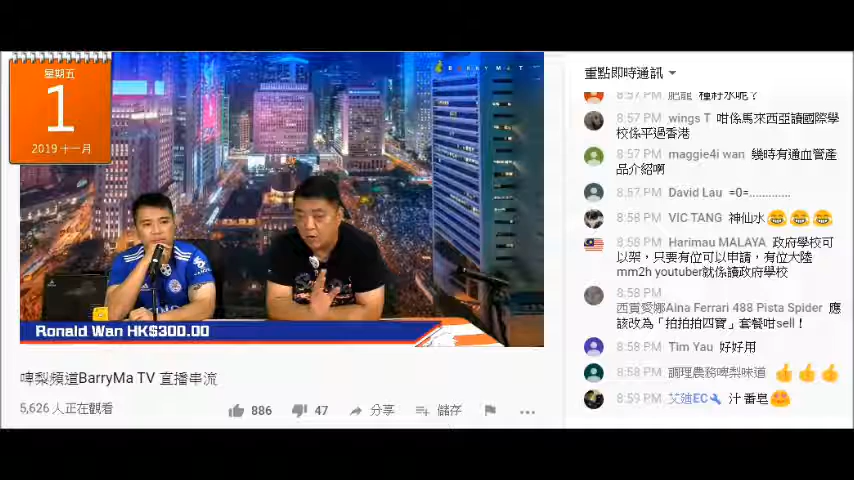 星期五
1
2019 十一月
BARRYMA TV
Ronald Wan HK$300.00
啤梨頻道BarryMa TV 直播串流
5,626 人正在觀看
886
47
分享
儲存
重點即時通訊
8:57 PM 肥龍 種籽水呢？
8:57 PM wings T 咁係馬來西亞讀國際學
校係平過香港
8:57 PM maggie4i wan 幾時有通血管產
品介紹啊
8:57 PM David Lau =0=............
8:58 PM VIC TANG 神仙水😂😂😂
8:58 PM Harimau MALAYA 政府學校可
以架，只要有位可以申請，有位大陸
mm2h youtuber就係讀政府學校
8:58 PM
西賣愛娜Aina Ferrari 488 Pista Spider 應
該改為「拍拍拍四寶」套餐咁sell！
8:58 PM Tim Yau 好好用
8:58 PM 調理農務啤梨味道 👍👍👍
8:59 PM 艾迪EC🔧 汁 番皂😍